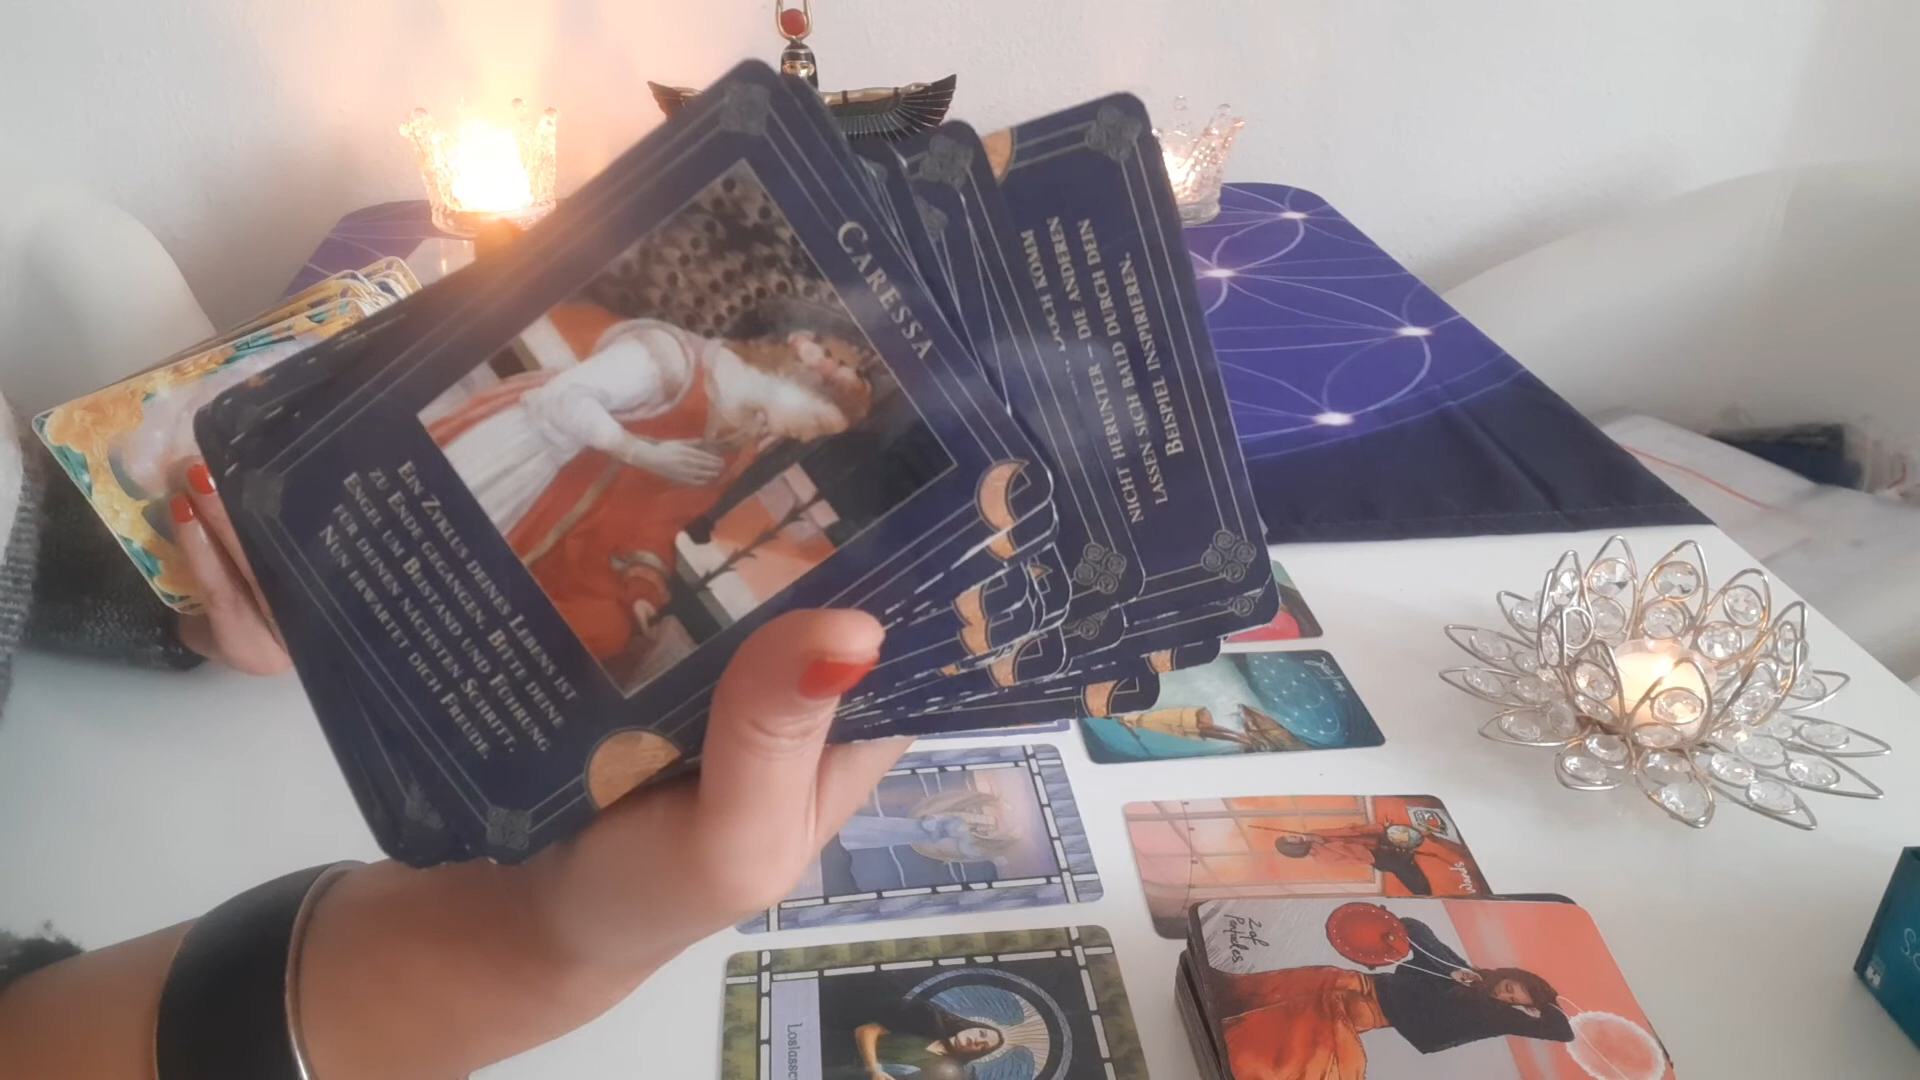 CARESSA
EIN ZYKLUS DEINES LEBENS IST
ZU ENDE GEGANGEN. BITTE DEINE
ENGEL UM BEISTAND UND FÜHRUNG
FÜR DEINEN NÄCHSTEN SCHRITT.
NUN ERWARTET DICH FREUDE.
DOCH KOMM
NICHT HERUNTER – DIE ANDEREN
LASSEN SICH BALD DURCH DEIN
BEISPIEL INSPIRIEREN.
Wands
2 of
Pentacles